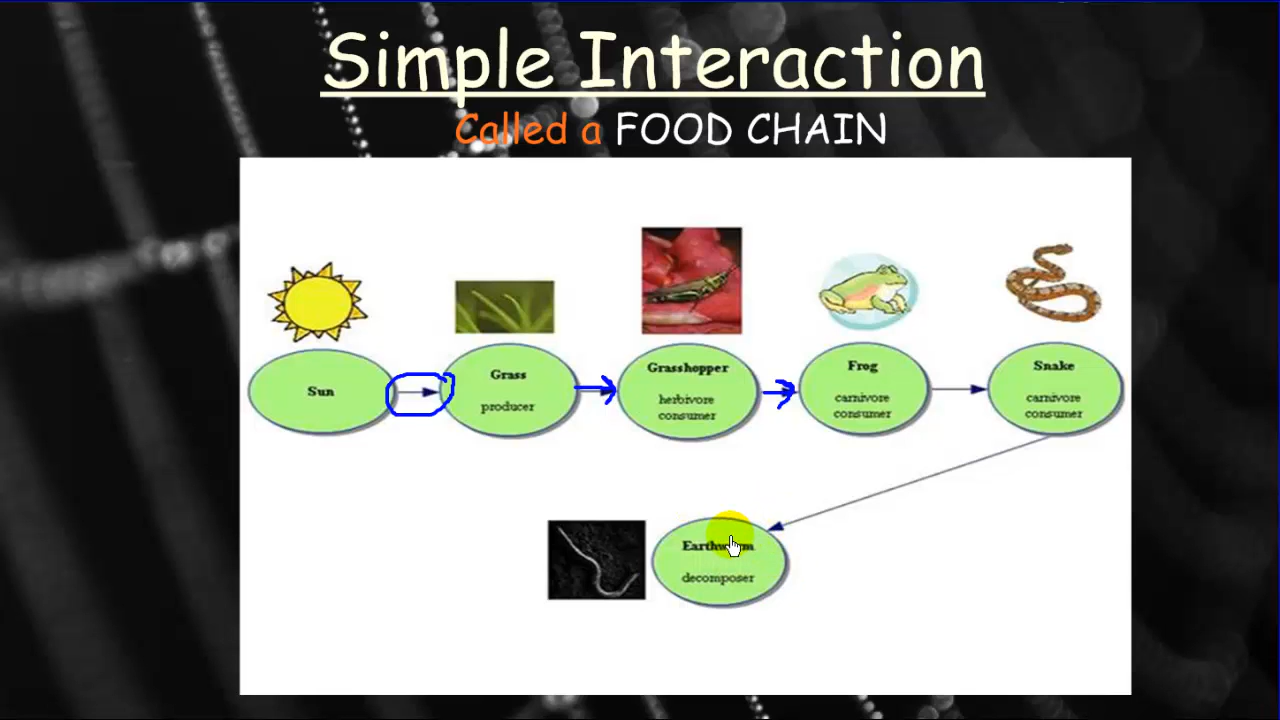 Simple Interaction
Called a FOOD CHAIN
Sun
Grass
producer
Grasshopper
herbivore
consumer
Frog
carnivore
consumer
Snake
carnivore
consumer
Earthworm
decomposer